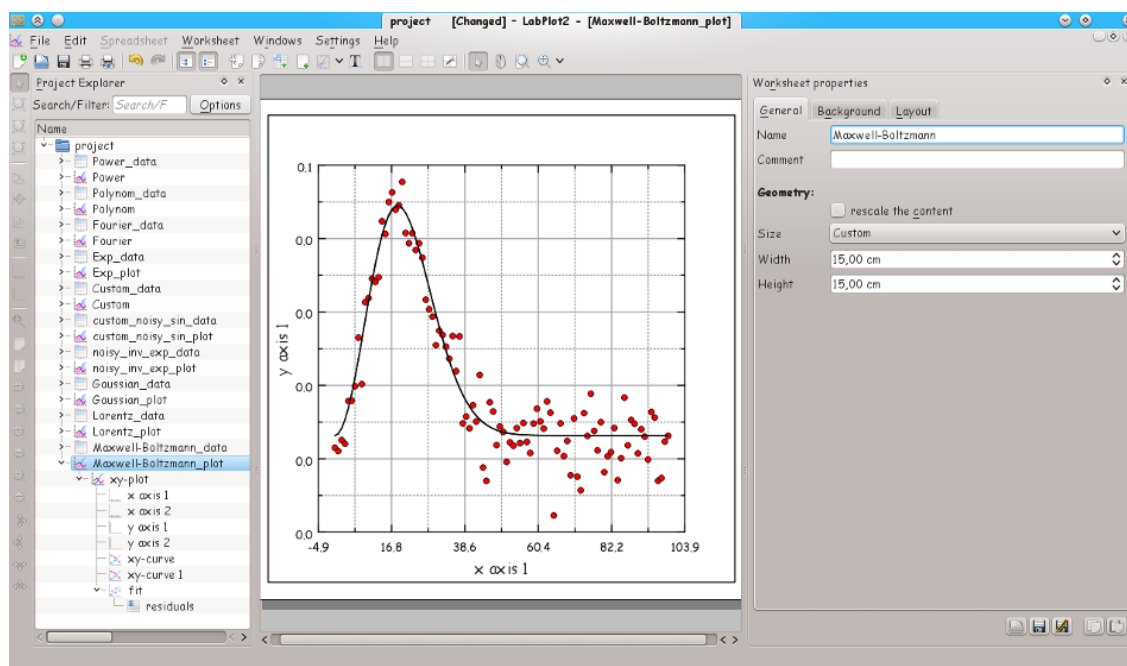 project [Changed] - LabPlot2 - [Maxwell-Boltzmann_plot]
File Edit Spreadsheet Worksheet Windows Settings Help
T
Project Explorer
Search/Filter: Search/F Options
Name
project
Power_data
Power
Polynom_data
Polynom
Fourier_data
Fourier
Exp_data
Exp_plot
Custom_data
Custom
custom_noisy_sin_data
custom_noisy_sin_plot
noisy_inv_exp_data
noisy_inv_exp_plot
Gaussian_data
Gaussian_plot
Lorentz_data
Lorentz_plot
Maxwell-Boltzmann_data
Maxwell-Boltzmann_plot
xy-plot
x axis 1
x axis 2
y axis 1
y axis 2
xy-curve
xy-curve 1
fit
residuals
0.1
0.0
0.0
0.0
0.0
0.0
y axis 1
-4.9 16.8 38.6 60.4 82.2 103.9
x axis 1
Worksheet properties
General Background Layout
Name Maxwell-Boltzmann
Comment
Geometry:
rescale the content
Size Custom
Width 15,00 cm
Height 15,00 cm